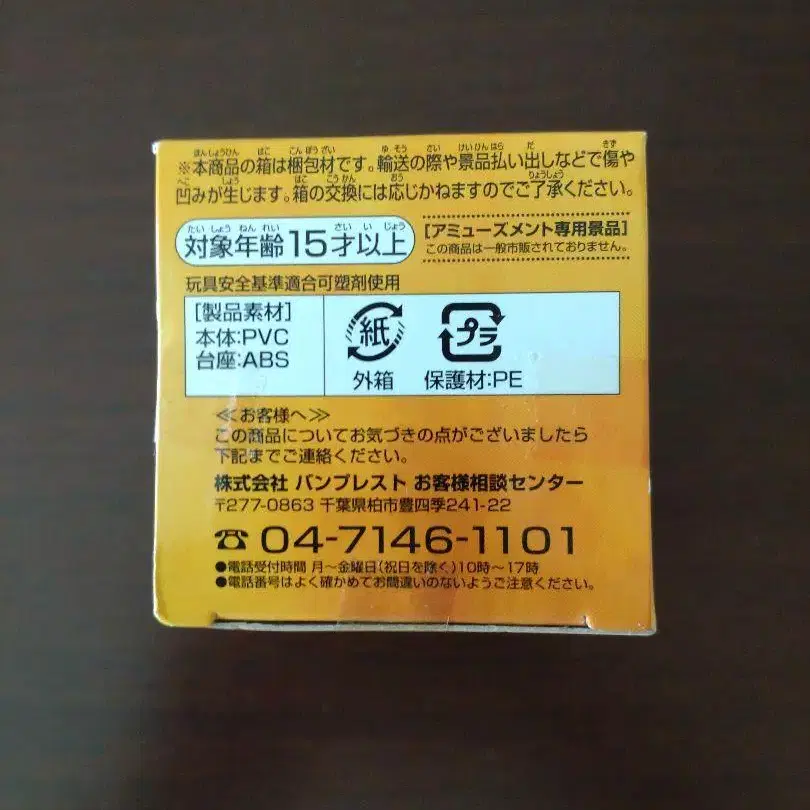 ※本商品の箱は梱包材です。輸送の際や景品払い出しなどで傷や
凹みが生じます。箱の交換には応じかねますのでご了承ください。
対象年齢15才以上
[アミューズメント専用景品]
この商品は一般市販されておりません。
玩具安全基準適合可塑剤使用
[製品素材]
本体:PVC
台座:ABS
紙
外箱
プラ
保護材:PE
≪お客様へ≫
この商品についてお気づきの点がございましたら
下記までご連絡ください。
株式会社 バンプレスト お客様相談センター
〒277-0863 千葉県柏市豊四季241-22
☎ 04-7146-1101
●電話受付時間 月〜金曜日(祝日を除く)10時〜17時
●電話番号はよく確かめてお間違いのないようご注意ください。